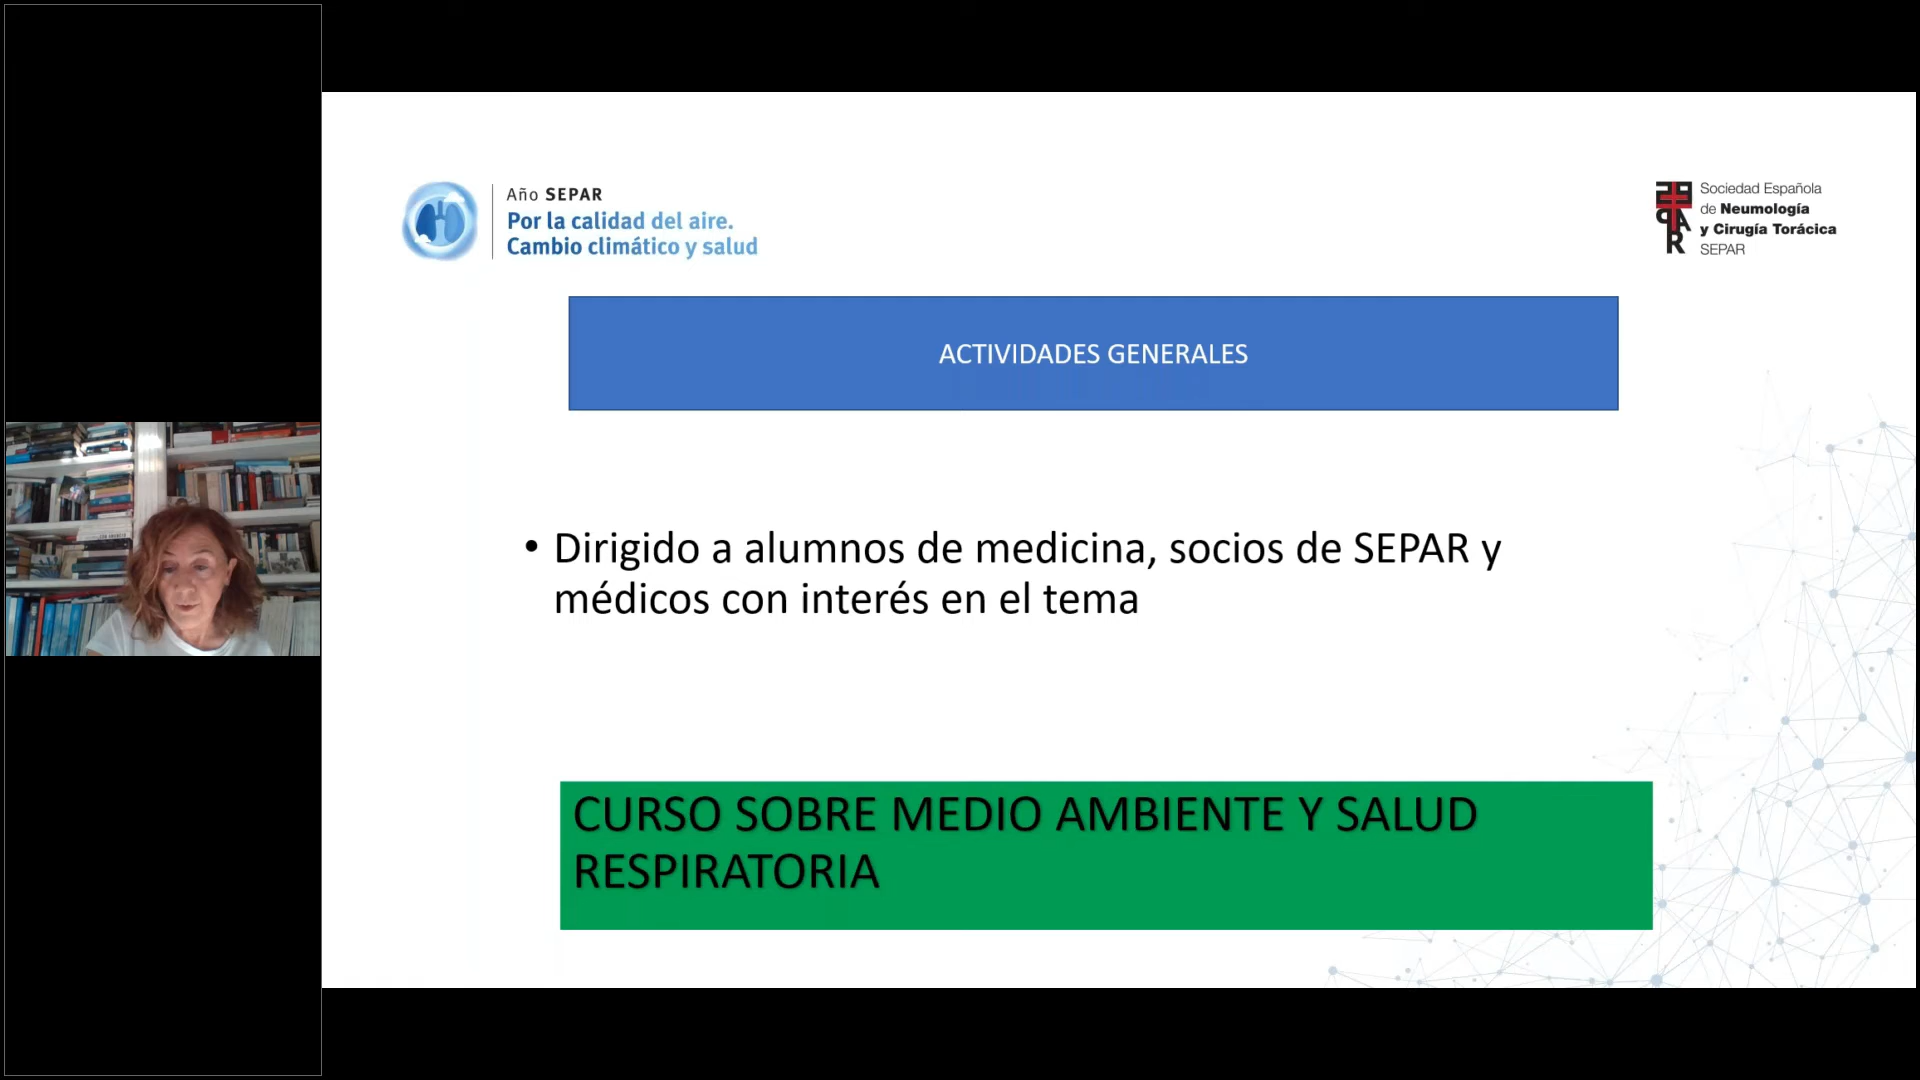 Año SEPAR
Por la calidad del aire.
Cambio climático y salud
Sociedad Española
de Neumología
y Cirugía Torácica
SEPAR
ACTIVIDADES GENERALES
• Dirigido a alumnos de medicina, socios de SEPAR y
médicos con interés en el tema
CURSO SOBRE MEDIO AMBIENTE Y SALUD
RESPIRATORIA